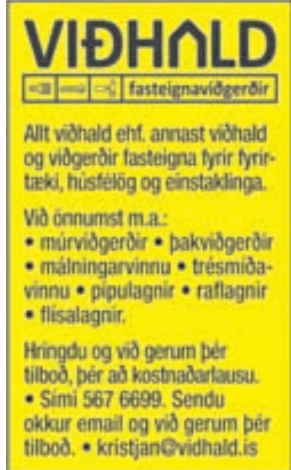 VIÐHALD
fasteignaviðgerðir
Allt viðhald ehf. annast viðhald
og viðgerðir fasteigna fyrir fyrir-
tæki, húsfélög og einstaklinga.
Við önnumst m.a.:
• múrviðgerðir • þakviðgerðir
• málningarvinnu • trésmíða-
vinnu • pípulagnir • raflagnir
• flísalagnir.
Hringdu og við gerum þér
tilboð, þér að kostnaðarlausu.
• Sími 567 6699. Sendu
okkur email og við gerum þér
tilboð. • kristjan@vidhald.is